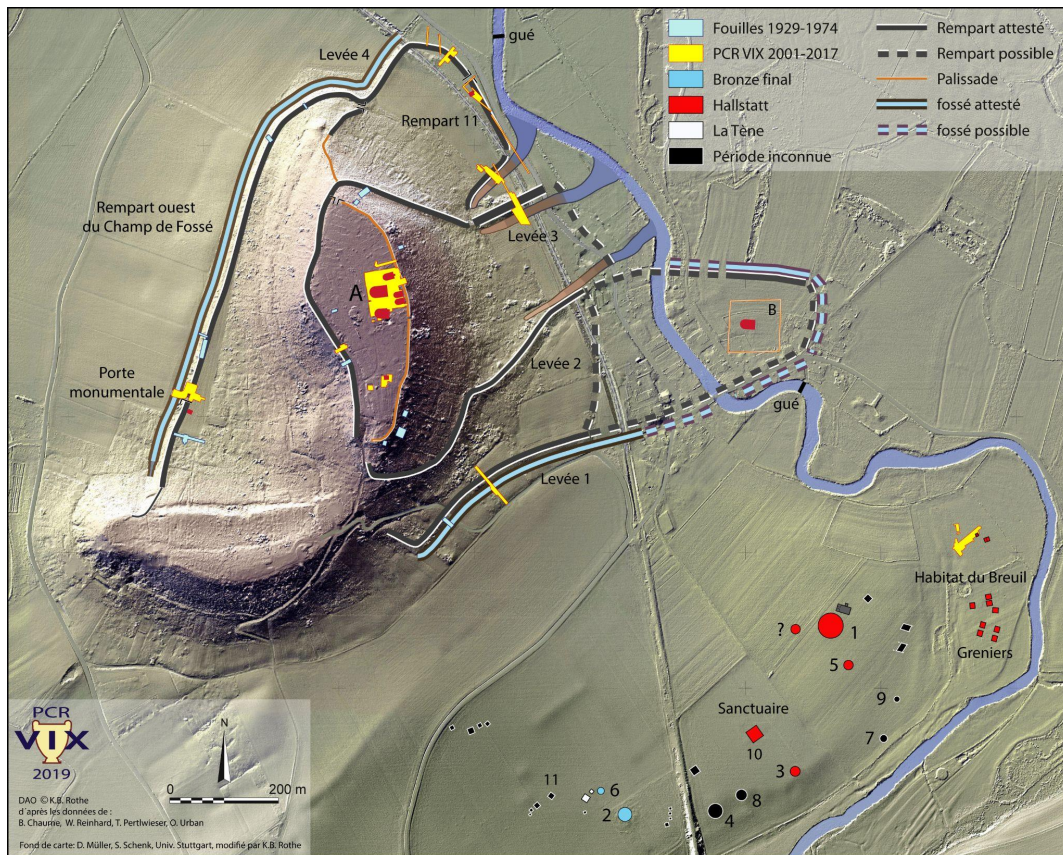 Levée 4
gué
Fouilles 1929-1974
PCR VIX 2001-2017
Bronze final
Hallstatt
La Tène
Période inconnue
Rempart attesté
Rempart possible
Palissade
fossé attesté
fossé possible
Rempart 11
Rempart ouest
du Champ de Fossé
Levée 3
A
B
Levée 2
Porte
monumentale
gué
Levée 1
Habitat du Breuil
?
1
Greniers
5
9
Sanctuaire
10
7
3
11
6
8
2
4
PCR
VIX
2019
N
0
200 m
DAO © K.B. Rothe
d'après les données de :
B. Chaume, W. Reinhard, T. Pertlwieser, O. Urban
Fond de carte: D. Müller, S. Schenk, Univ. Stuttgart, modifié par K.B. Rothe